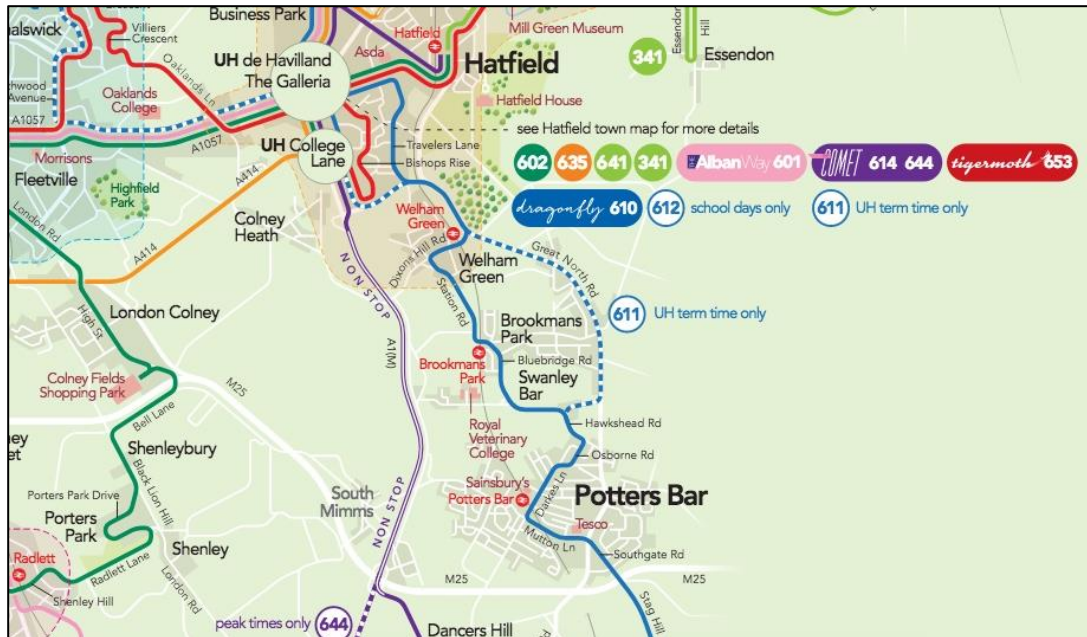 nalswick
Villiers
Crescent
Business Park
Hatfield
Mill Green Museum
Essendon
Hill
341
Essendon
Asda
Hatfield
UH de Havilland
The Galleria
Oaklands Ln
Avenue
Oaklands
College
A1057
Hatfield House
see Hatfield town map for more details
Travelers Lane
UH College
Lane
Bishops Rise
602
635
641
341
THE AlbanWay 601
COMET 614 644
tigermoth 653
dragonfly 610
612 school days only
611 UH term time only
Morrisons
Fleetville
A1057
A414
Highfield
Park
Colney
Heath
London Rd
A414
Welham
Green
Dixons Hill Rd
Welham
Green
Great North Rd
NON STOP
Station Rd
611 UH term time only
London Colney
High St
Brookmans
Park
A1(M)
Brookmans
Park
Bluebridge Rd
Swanley
Bar
Colney Fields
Shopping Park
M25
Bell Lane
Royal
Veterinary
College
Hawkshead Rd
Shenleybury
Osborne Rd
Black Lion Hill
Sainsbury's
Potters Bar
Darkes Ln
Potters Bar
Porters Park Drive
Porters
Park
South
Mimms
NON STOP
Tesco
Mutton Ln
Shenley
Southgate Rd
Radlett
Radlett Lane
M25
M25
Shenley Hill
London Rd
Stag Hill
peak times only 644
Dancers Hill